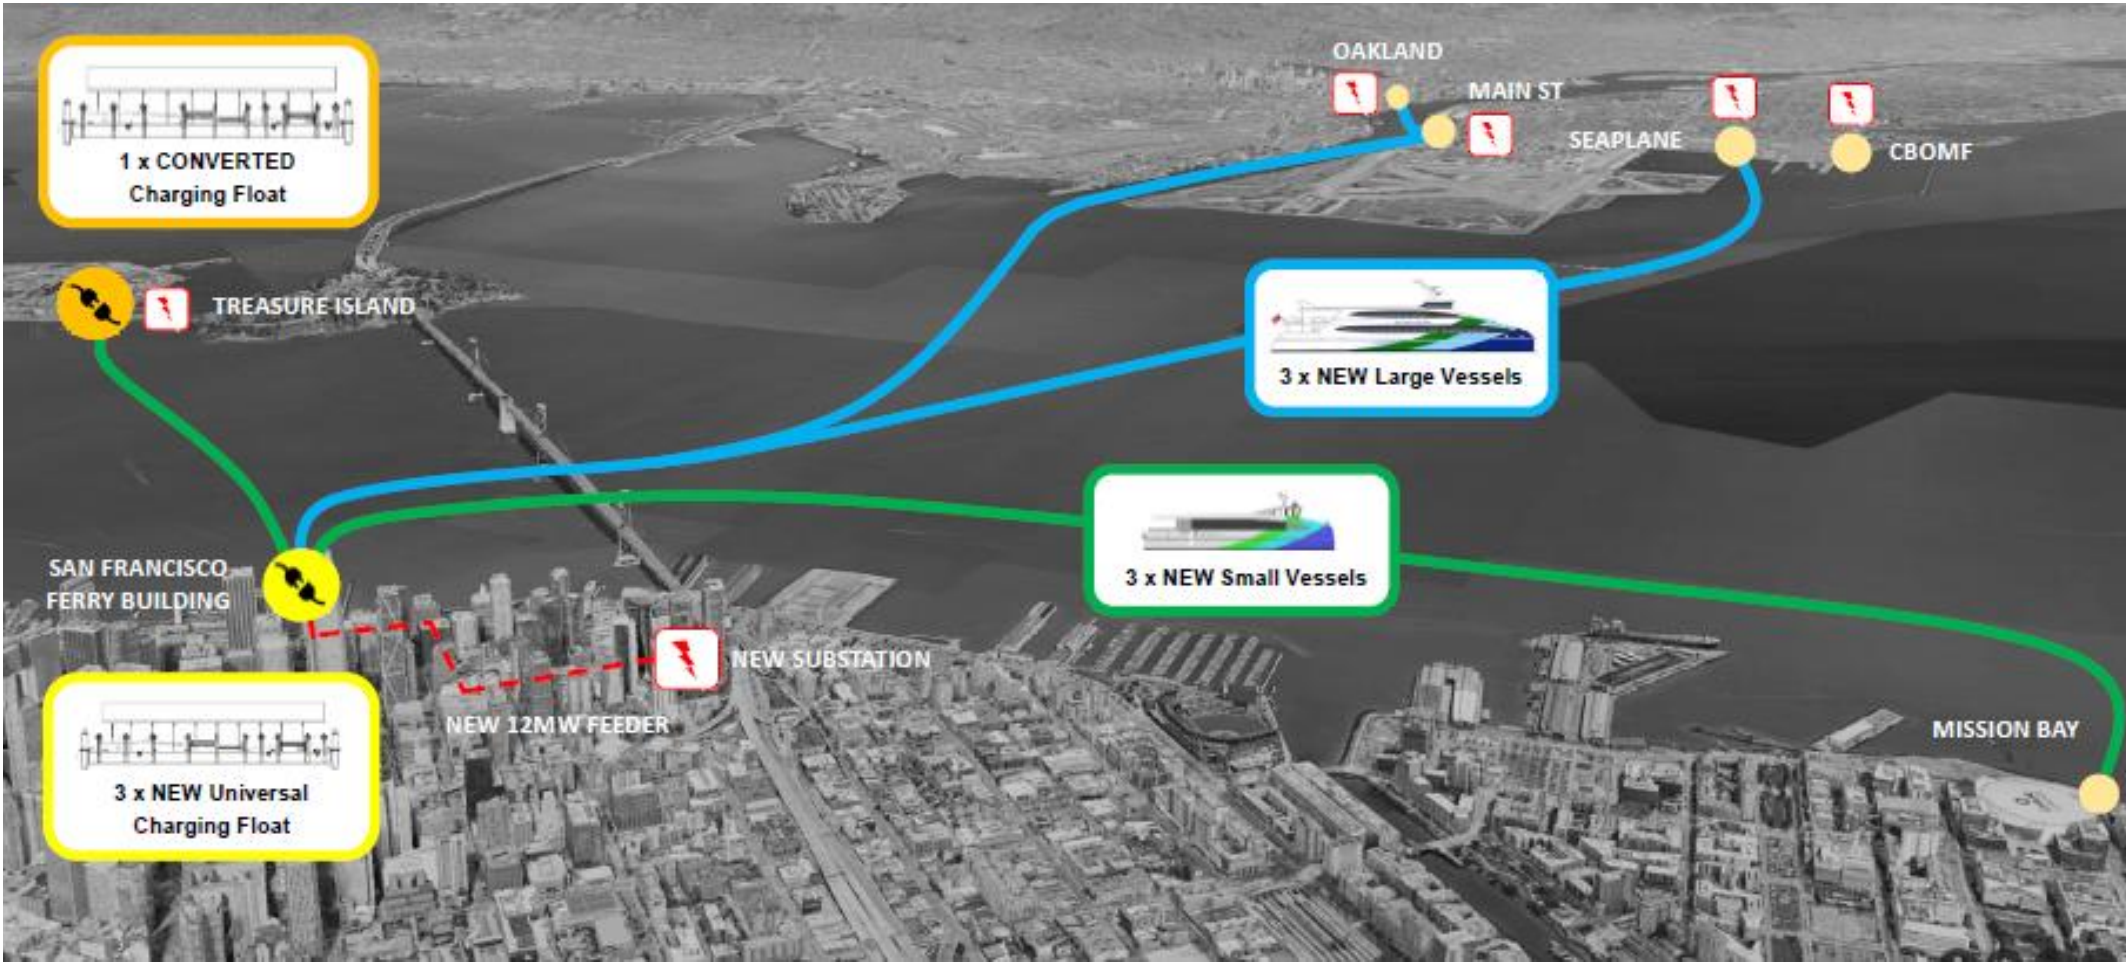 1 x CONVERTED
Charging Float
OAKLAND
MAIN ST
SEAPLANE
CBOMF
TREASURE ISLAND
3 x NEW Large Vessels
SAN FRANCISCO
FERRY BUILDING
3 x NEW Small Vessels
NEW SUBSTATION
NEW 12MW FEEDER
3 x NEW Universal
Charging Float
MISSION BAY